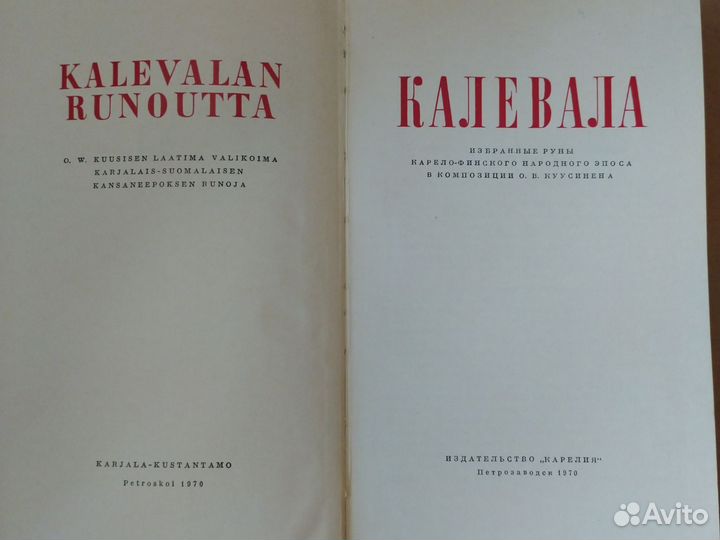 KALEVALAN
RUNOUTTA
O. W. KUUSISEN LAATIMA VALIKOIMA
KARJALAIS-SUOMALAISEN
KANSANEEPOKSEN RUNOJA
KARJALA-KUSTANTAMO
Petroskoi 1970
КАЛЕВАЛА
ИЗБРАННЫЕ РУНЫ
КАРЕЛО-ФИНСКОГО НАРОДНОГО ЭПОСА
В КОМПОЗИЦИИ О. В. КУУСИНЕНА
ИЗДАТЕЛЬСТВО „КАРЕЛИЯ“
Петрозаводск 1970
Avito